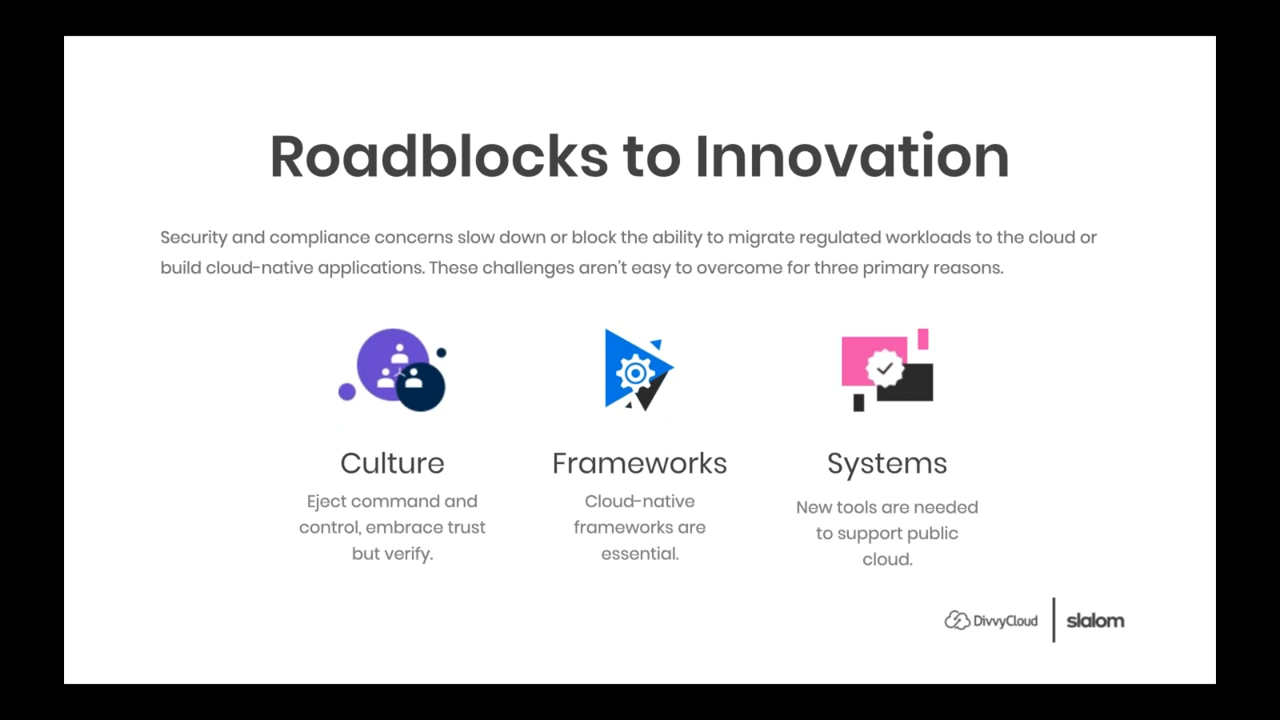 Roadblocks to Innovation
Security and compliance concerns slow down or block the ability to migrate regulated workloads to the cloud or
build cloud-native applications. These challenges aren't easy to overcome for three primary reasons.
Culture
Eject command and
control, embrace trust
but verify.
Frameworks
Cloud-native
frameworks are
essential.
Systems
New tools are needed
to support public
cloud.
DivvyCloud | slalom